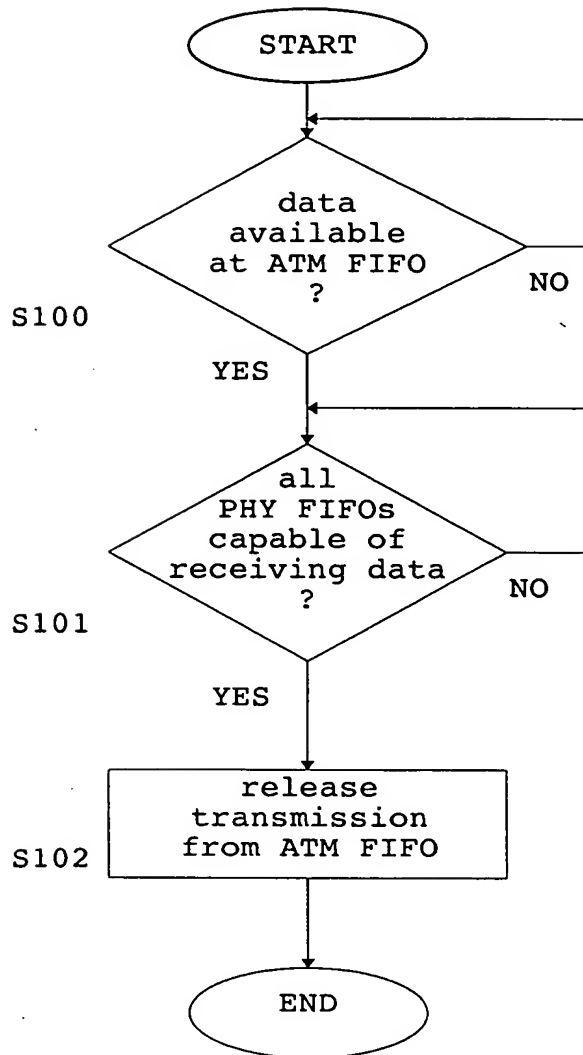 START
data
available
at ATM FIFO
?
NO
S100
YES
all
PHY FIFOs
capable of
receiving data
?
NO
S101
YES
release
transmission
from ATM FIFO
S102
END